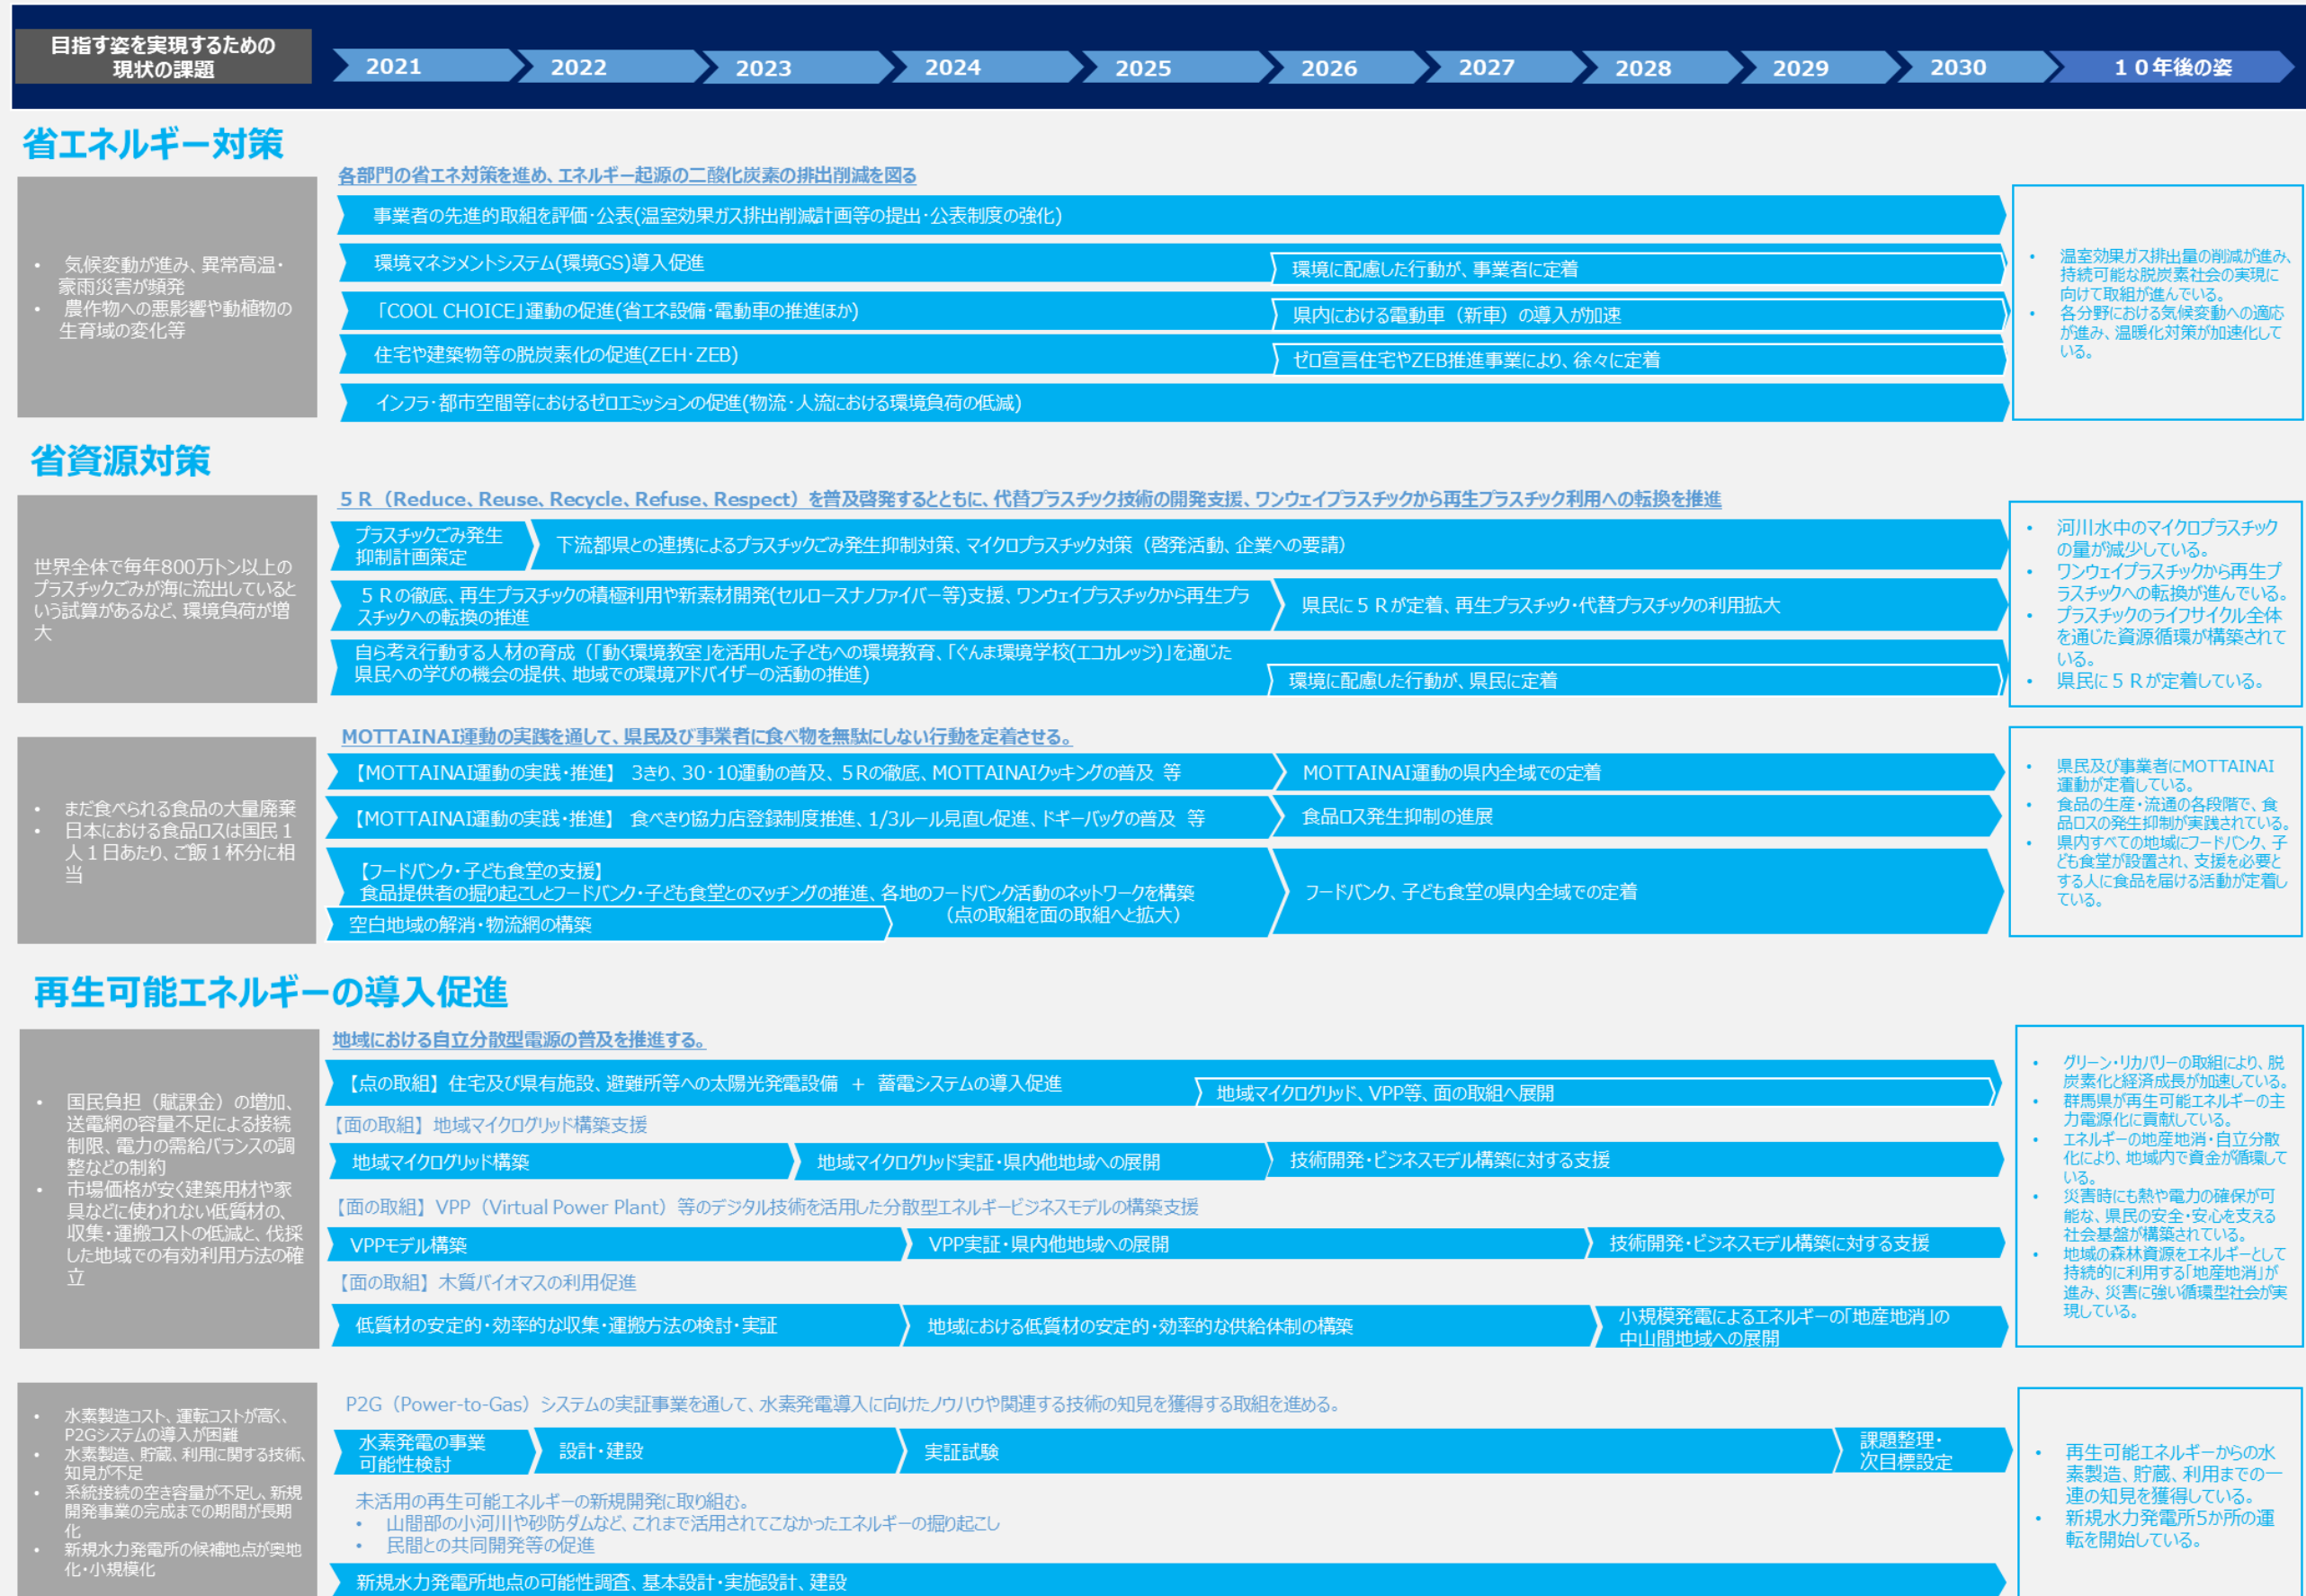 目指す姿を実現するための
現状の課題
2021
2022
2023
2024
2025
2026
2027
2028
2029
2030
１０年後の姿
省エネルギー対策
• 気候変動が進み、異常高温・
豪雨災害が頻発
• 農作物への悪影響や動植物の
生育域の変化等
各部門の省エネ対策を進め、エネルギー起源の二酸化炭素の排出削減を図る
事業者の先進的取組を評価・公表(温室効果ガス排出削減計画等の提出・公表制度の強化)
環境マネジメントシステム(環境GS)導入促進
環境に配慮した行動が、事業者に定着
「COOL CHOICE」運動の促進(省エネ設備・電動車の推進ほか)
県内における電動車（新車）の導入が加速
住宅や建築物等の脱炭素化の促進(ZEH・ZEB)
ゼロ宣言住宅やZEB推進事業により、徐々に定着
インフラ・都市空間等におけるゼロエミッションの促進(物流・人流における環境負荷の低減)
• 温室効果ガス排出量の削減が進み、
持続可能な脱炭素社会の実現に
向けて取組が進んでいる。
• 各分野における気候変動への適応
が進み、温暖化対策が加速化して
いる。
省資源対策
世界全体で毎年800万トン以上の
プラスチックごみが海に流出していると
いう試算があるなど、環境負荷が増
大
５Ｒ（Reduce、Reuse、Recycle、Refuse、Respect）を普及啓発するとともに、代替プラスチック技術の開発支援、ワンウェイプラスチックから再生プラスチック利用への転換を推進
プラスチックごみ発生
抑制計画策定
下流都県との連携によるプラスチックごみ発生抑制対策、マイクロプラスチック対策（啓発活動、企業への要請）
５Ｒの徹底、再生プラスチックの積極利用や新素材開発(セルロースナノファイバー等)支援、ワンウェイプラスチックから再生プラ
スチックへの転換の推進
県民に５Ｒが定着、再生プラスチック・代替プラスチックの利用拡大
自ら考え行動する人材の育成（「動く環境教室」を活用した子どもへの環境教育、「ぐんま環境学校(エコカレッジ)」を通じた
県民への学びの機会の提供、地域での環境アドバイザーの活動の推進)
環境に配慮した行動が、県民に定着
• 河川水中のマイクロプラスチック
の量が減少している。
• ワンウェイプラスチックから再生プ
ラスチックへの転換が進んでいる。
• プラスチックのライフサイクル全体
を通じた資源循環が構築されて
いる。
• 県民に５Ｒが定着している。
• まだ食べられる食品の大量廃棄
• 日本における食品ロスは国民１
人１日あたり、ご飯１杯分に相
当
MOTTAINAI運動の実践を通して、県民及び事業者に食べ物を無駄にしない行動を定着させる。
【MOTTAINAI運動の実践・推進】 3きり、30・10運動の普及、５Rの徹底、MOTTAINAIクッキングの普及 等
MOTTAINAI運動の県内全域での定着
【MOTTAINAI運動の実践・推進】 食べきり協力店登録制度推進、1/3ルール見直し促進、ドギーバッグの普及 等
食品ロス発生抑制の進展
【フードバンク・子ども食堂の支援】
食品提供者の掘り起こしとフードバンク・子ども食堂とのマッチングの推進、各地のフードバンク活動のネットワークを構築
（点の取組を面の取組へと拡大）
空白地域の解消・物流網の構築
フードバンク、子ども食堂の県内全域での定着
• 県民及び事業者にMOTTAINAI
運動が定着している。
• 食品の生産・流通の各段階で、食
品ロスの発生抑制が実践されている。
• 県内すべての地域にフードバンク、子
ども食堂が設置され、支援を必要と
する人に食品を届ける活動が定着し
ている。
再生可能エネルギーの導入促進
• 国民負担（賦課金）の増加、
送電網の容量不足による接続
制限、電力の需給バランスの調
整などの制約
• 市場価格が安く建築用材や家
具などに使われない低質材の、
収集・運搬コストの低減と、伐採
した地域での有効利用方法の確
立
地域における自立分散型電源の普及を推進する。
【点の取組】住宅及び県有施設、避難所等への太陽光発電設備 ＋ 蓄電システムの導入促進
地域マイクログリッド、VPP等、面の取組へ展開
【面の取組】地域マイクログリッド構築支援
地域マイクログリッド構築
地域マイクログリッド実証・県内他地域への展開
技術開発・ビジネスモデル構築に対する支援
【面の取組】VPP（Virtual Power Plant）等のデジタル技術を活用した分散型エネルギービジネスモデルの構築支援
VPPモデル構築
VPP実証・県内他地域への展開
技術開発・ビジネスモデル構築に対する支援
【面の取組】木質バイオマスの利用促進
低質材の安定的・効率的な収集・運搬方法の検討・実証
地域における低質材の安定的・効率的な供給体制の構築
小規模発電によるエネルギーの「地産地消」の
中山間地域への展開
• グリーン・リカバリーの取組により、脱
炭素化と経済成長が加速している。
• 群馬県が再生可能エネルギーの主
力電源化に貢献している。
• エネルギーの地産地消・自立分散
化により、地域内で資金が循環して
いる。
• 災害時にも熱や電力の確保が可
能な、県民の安全・安心を支える
社会基盤が構築されている。
• 地域の森林資源をエネルギーとして
持続的に利用する「地産地消」が
進み、災害に強い循環型社会が実
現している。
• 水素製造コスト、運転コストが高く、
P2Gシステムの導入が困難
• 水素製造、貯蔵、利用に関する技術、
知見が不足
• 系統接続の空き容量が不足し、新規
開発事業の完成までの期間が長期
化
• 新規水力発電所の候補地点が奥地
化・小規模化
P2G（Power-to-Gas）システムの実証事業を通して、水素発電導入に向けたノウハウや関連する技術の知見を獲得する取組を進める。
水素発電の事業
可能性検討
設計・建設
実証試験
課題整理・
次目標設定
未活用の再生可能エネルギーの新規開発に取り組む。
• 山間部の小河川や砂防ダムなど、これまで活用されてこなかったエネルギーの掘り起こし
• 民間との共同開発等の促進
新規水力発電所地点の可能性調査、基本設計・実施設計、建設
• 再生可能エネルギーからの水
素製造、貯蔵、利用までの一
連の知見を獲得している。
• 新規水力発電所5か所の運
転を開始している。